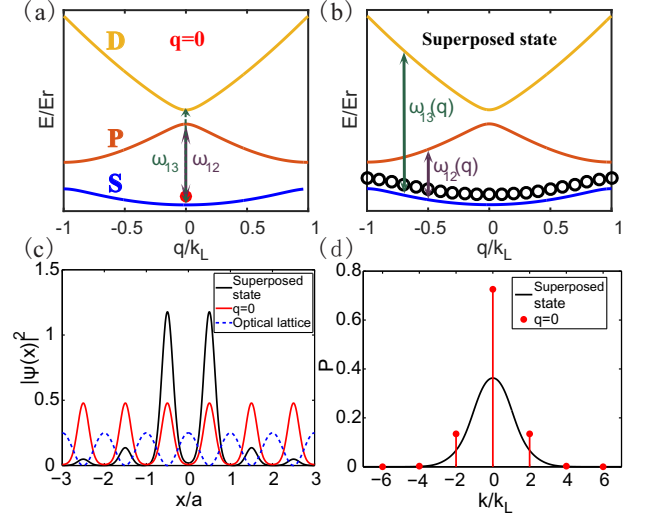 (a)
D
q=0
P
S
ω13
ω12
E/Er
-1
-0.5
0
0.5
1
q/kL
(b)
Superposed state
ω13(q)
ω12(q)
E/Er
-1
-0.5
0
0.5
1
q/kL
(c)
1.5
1
0.5
0
|ψ(x)|²
Superposed
state
q=0
Optical lattice
−3
−2
−1
0
1
2
3
x/a
(d)
0.8
0.6
0.4
0.2
0
P
Superposed
state
q=0
−6
−4
−2
0
2
4
6
k/kL